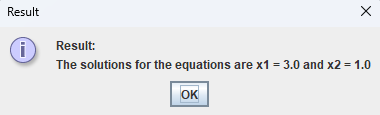 Result
Result:
The solutions for the equations are x1 = 3.0 and x2 = 1.0
OK